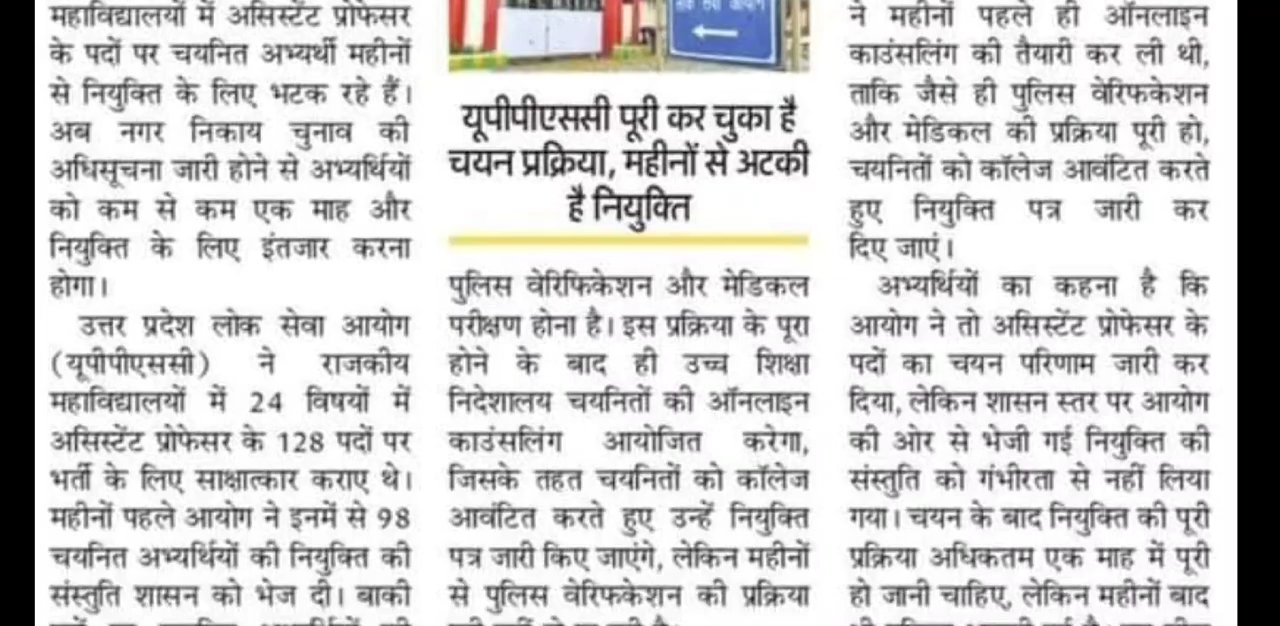 महाविद्यालयों में असिस्टेंट प्रोफेसर
के पदों पर चयनित अभ्यर्थी महीनों
से नियुक्ति के लिए भटक रहे हैं।
अब नगर निकाय चुनाव की
अधिसूचना जारी होने से अभ्यर्थियों
को कम से कम एक माह और
नियुक्ति के लिए इंतजार करना
होगा।
उत्तर प्रदेश लोक सेवा आयोग
(यूपीपीएससी) ने राजकीय
महाविद्यालयों में 24 विषयों में
असिस्टेंट प्रोफेसर के 128 पदों पर
भर्ती के लिए साक्षात्कार कराए थे।
महीनों पहले आयोग ने इनमें से 98
चयनित अभ्यर्थियों की नियुक्ति की
संस्तुति शासन को भेज दी। बाकी
यूपीपीएससी पूरी कर चुका है
चयन प्रक्रिया, महीनों से अटकी
है नियुक्ति
पुलिस वेरिफिकेशन और मेडिकल
परीक्षण होना है। इस प्रक्रिया के पूरा
होने के बाद ही उच्च शिक्षा
निदेशालय चयनितों की ऑनलाइन
काउंसलिंग आयोजित करेगा,
जिसके तहत चयनितों को कॉलेज
आवंटित करते हुए उन्हें नियुक्ति
पत्र जारी किए जाएंगे, लेकिन महीनों
से पुलिस वेरिफकेशन की प्रक्रिया
ने महीनों पहले ही ऑनलाइन
काउंसलिंग की तैयारी कर ली थी,
ताकि जैसे ही पुलिस वेरिफकेशन
और मेडिकल की प्रक्रिया पूरी हो,
चयनितों को कॉलेज आवंटित करते
हुए नियुक्ति पत्र जारी कर
दिए जाएं।
अभ्यर्थियों का कहना है कि
आयोग ने तो असिस्टेंट प्रोफेसर के
पदों का चयन परिणाम जारी कर
दिया, लेकिन शासन स्तर पर आयोग
की ओर से भेजी गई नियुक्ति की
संस्तुति को गंभीरता से नहीं लिया
गया। चयन के बाद नियुक्ति की पूरी
प्रक्रिया अधिकतम एक माह में पूरी
हो जानी चाहिए, लेकिन महीनों बाद